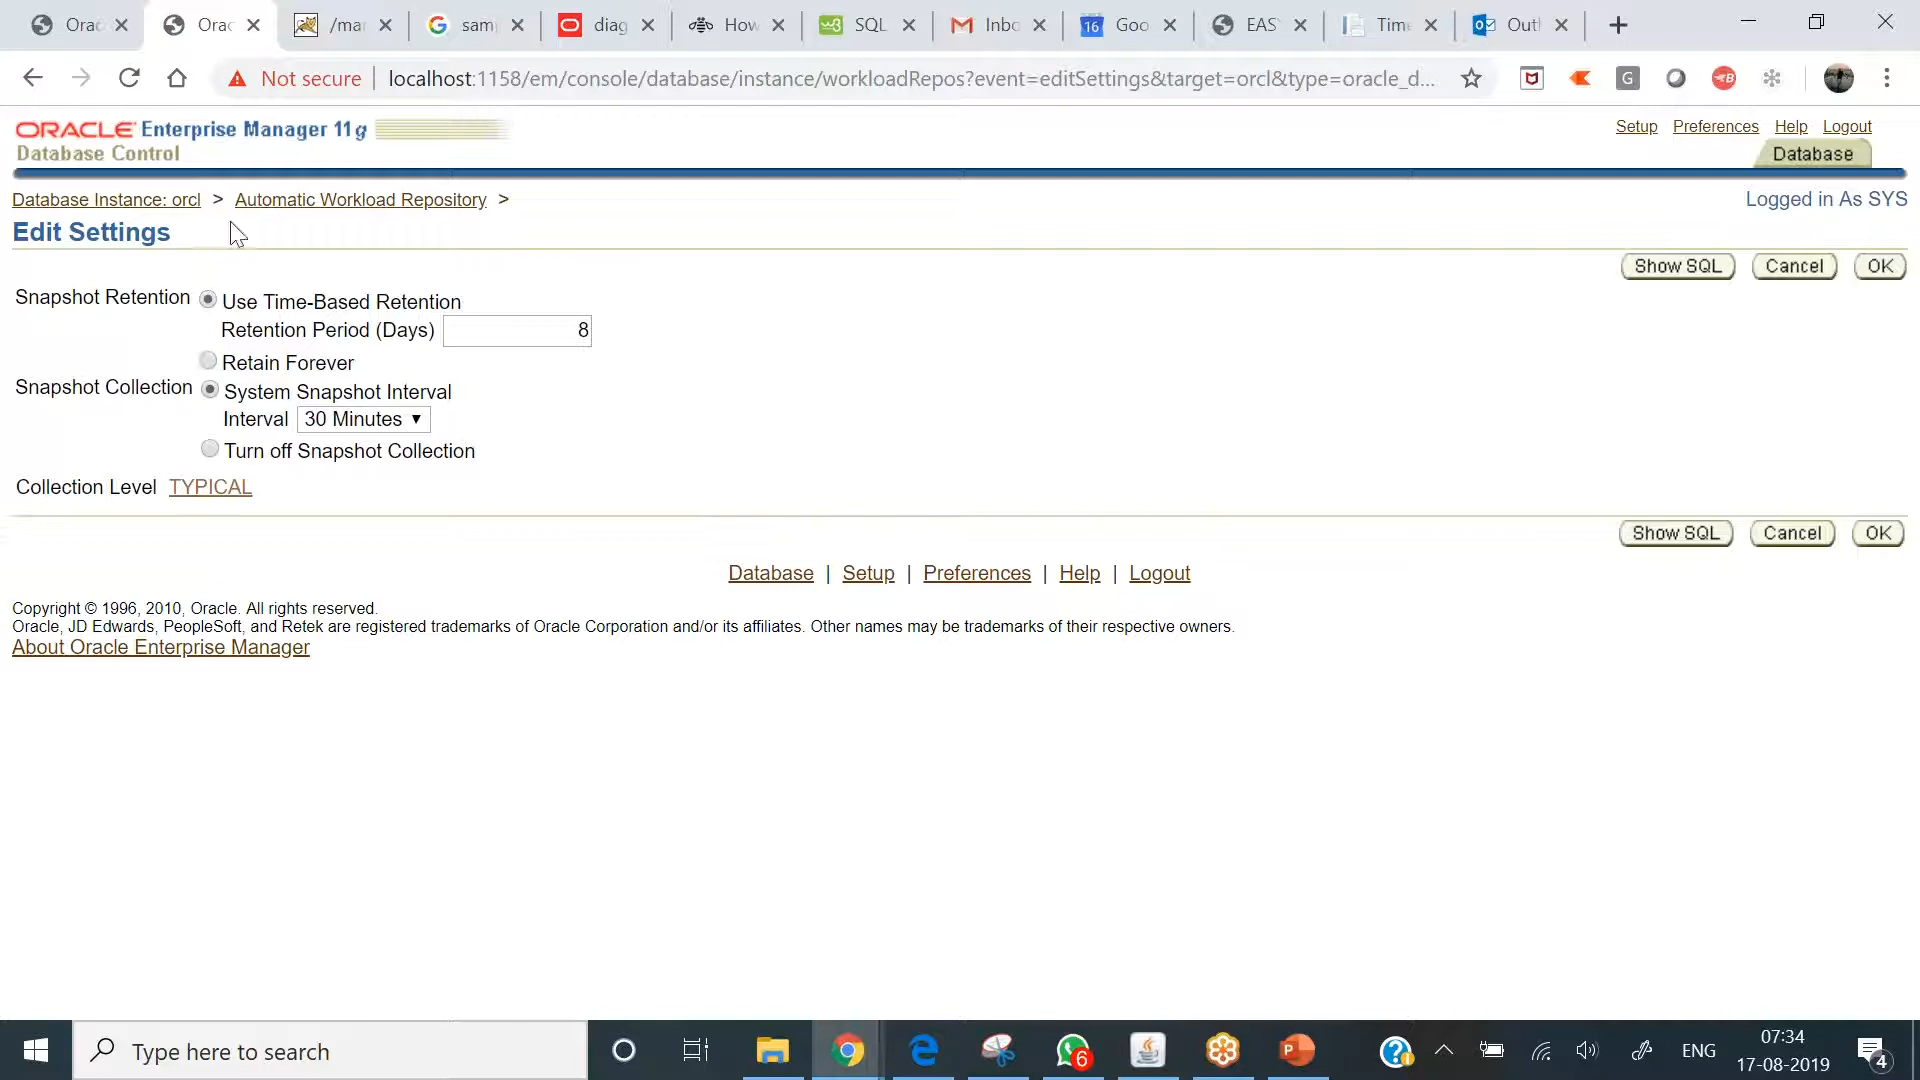 Orac
Orac
/mar
sam
diag
How
SQL
Inbo
16
Goo
EAS
Time
Outl
Not secure
localhost:1158/em/console/database/instance/workloadRepos?event=editSettings&target=orcl&type=oracle_d...
ORACLE Enterprise Manager 11g
Database Control
Setup Preferences Help Logout
Database
Database Instance: orcl > Automatic Workload Repository >
Logged in As SYS
Edit Settings
Show SQL Cancel OK
Snapshot Retention Use Time-Based Retention
Retention Period (Days) 8
Retain Forever
Snapshot Collection System Snapshot Interval
Interval 30 Minutes
Turn off Snapshot Collection
Collection Level TYPICAL
Show SQL Cancel OK
Database | Setup | Preferences | Help | Logout
Copyright © 1996, 2010, Oracle. All rights reserved.
Oracle, JD Edwards, PeopleSoft, and Retek are registered trademarks of Oracle Corporation and/or its affiliates. Other names may be trademarks of their respective owners.
About Oracle Enterprise Manager
Type here to search
6
ENG
07:34
17-08-2019
4